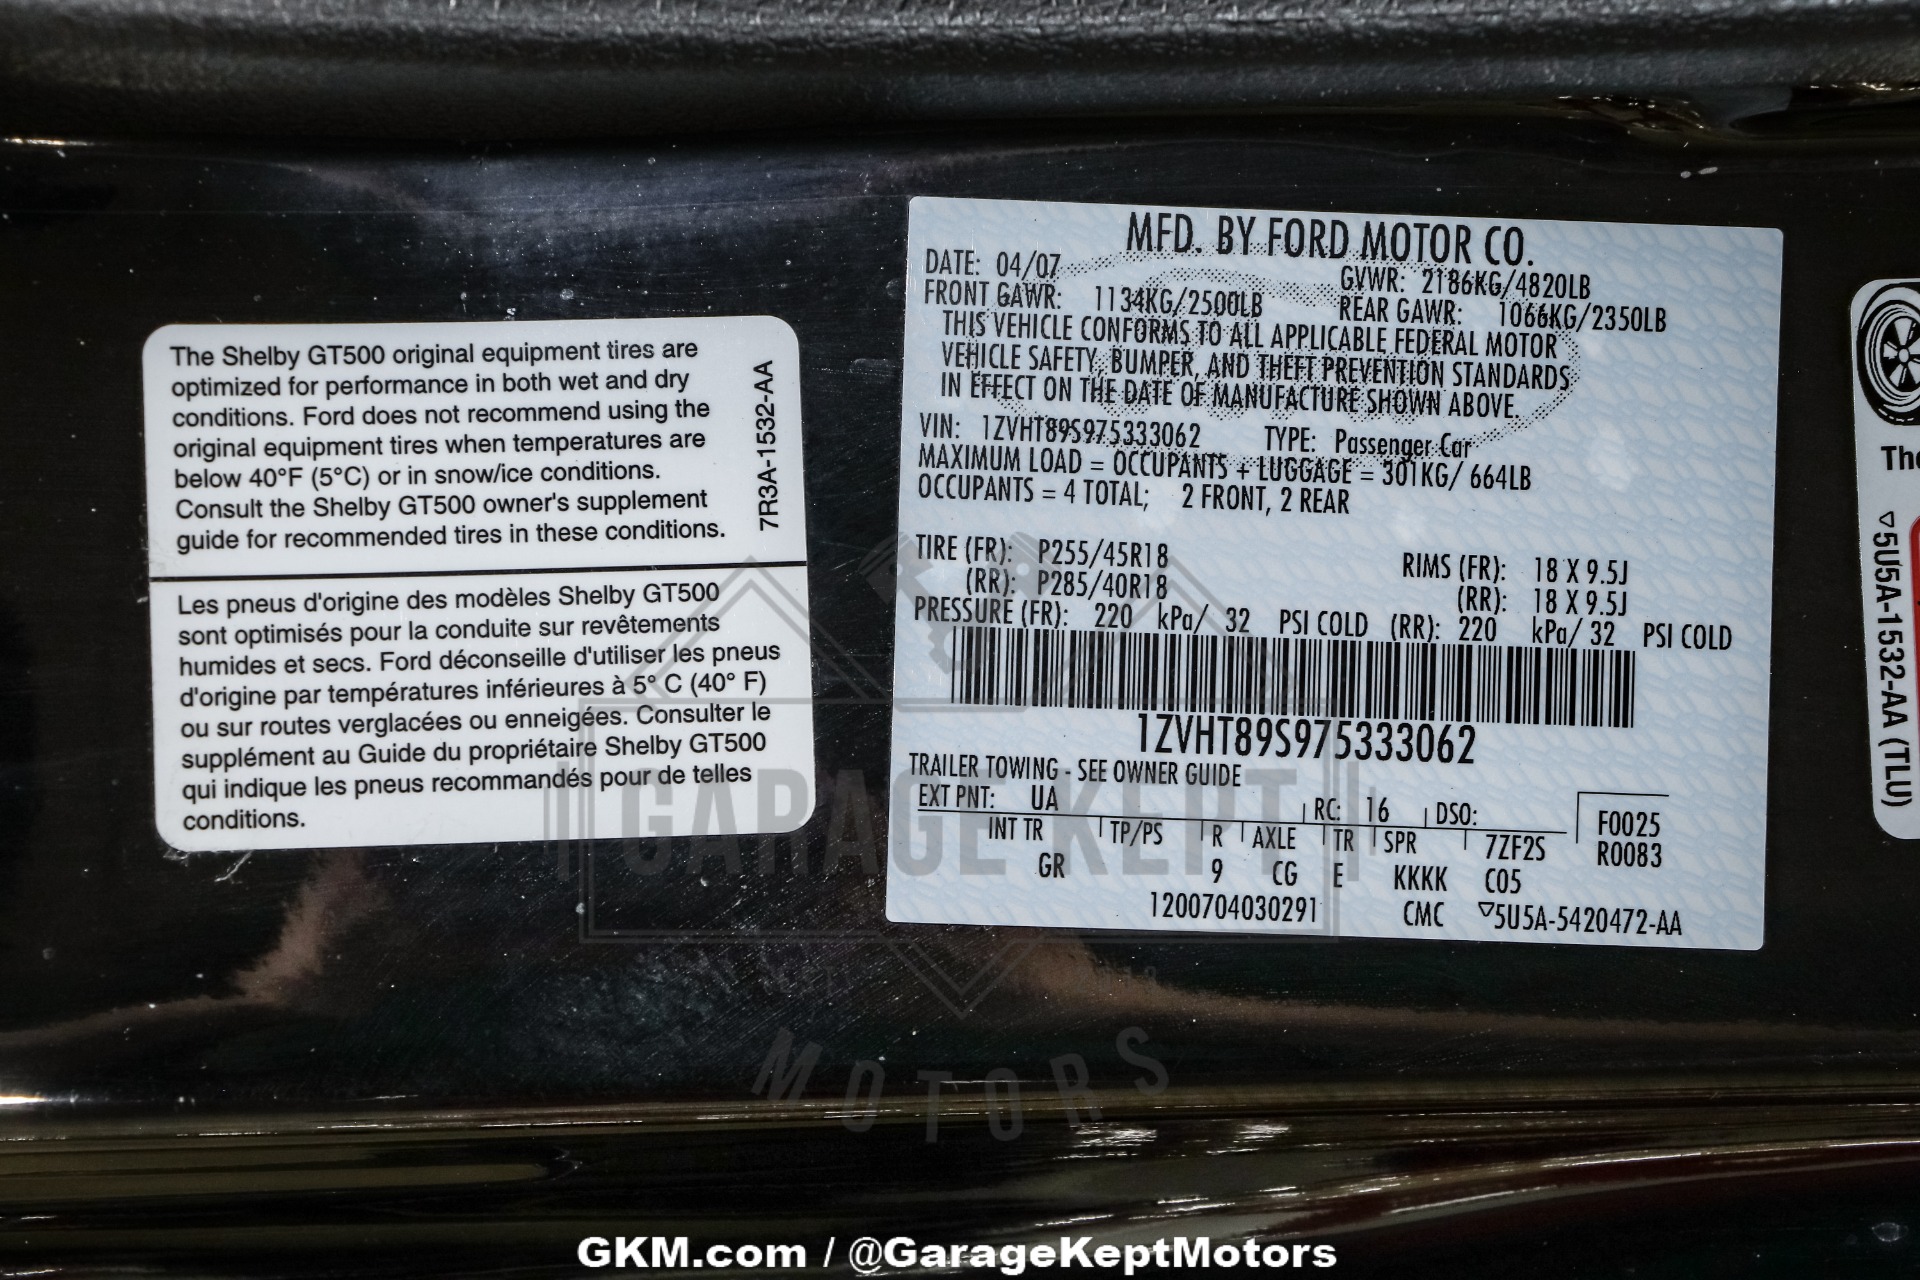 The Shelby GT500 original equipment tires are
optimized for performance in both wet and dry
conditions. Ford does not recommend using the
original equipment tires when temperatures are
below 40°F (5°C) or in snow/ice conditions.
Consult the Shelby GT500 owner's supplement
guide for recommended tires in these conditions.
7R3A-1532-AA
Les pneus d'origine des modèles Shelby GT500
sont optimisés pour la conduite sur revêtements
humides et secs. Ford déconseille d'utiliser les pneus
d'origine par températures inférieures à 5° C (40° F)
ou sur routes verglacées ou enneigées. Consulter le
supplément au Guide du propriétaire Shelby GT500
qui indique les pneus recommandés pour de telles
conditions.
MFD. BY FORD MOTOR CO.
DATE: 04/07 GVWR: 2186KG/4820LB
FRONT GAWR: 1134KG/2500LB REAR GAWR: 1066KG/2350LB
THIS VEHICLE CONFORMS TO ALL APPLICABLE FEDERAL MOTOR
VEHICLE SAFETY, BUMPER, AND THEFT PREVENTION STANDARDS
IN EFFECT ON THE DATE OF MANUFACTURE SHOWN ABOVE.
VIN: 1ZVHT89S975333062 TYPE: Passenger Car
MAXIMUM LOAD = OCCUPANTS + LUGGAGE = 301KG/ 664LB
OCCUPANTS = 4 TOTAL; 2 FRONT, 2 REAR
TIRE (FR): P255/45R18 RIMS (FR): 18 X 9.5J
(RR): P285/40R18 (RR): 18 X 9.5J
PRESSURE (FR): 220 kPa/ 32 PSI COLD (RR): 220 kPa/ 32 PSI COLD
1ZVHT89S975333062
TRAILER TOWING - SEE OWNER GUIDE
EXT PNT: UA RC: 16 DSO: F0025
INT TR TP/PS R AXLE TR SPR 7ZF2S R0083
GR 9 CG E KKKK C05
1200704030291 CMC ▽5U5A-5420472-AA
The
▽5U5A-1532-AA (TLU)
GARAGE KEPT
MOTORS
GKM.com / @GarageKeptMotors